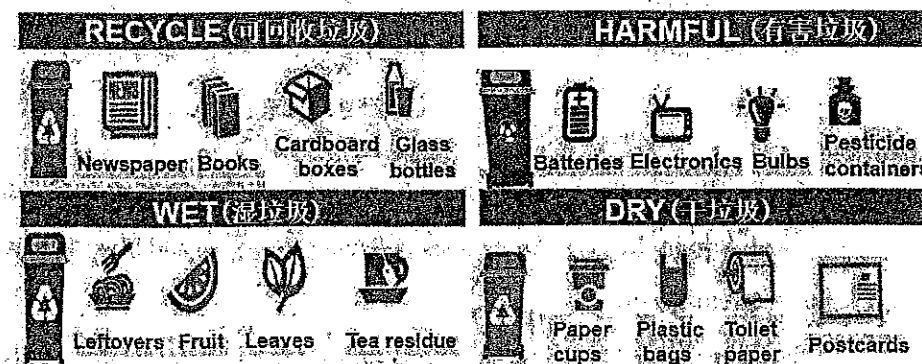 RECYCLE(可回收垃圾)
NEWS
Newspaper Books Cardboard boxes Glass bottles
HARMFUL (有害垃圾)
Batteries Electronics Bulbs Pesticide containers
WET(湿垃圾)
Leftovers Fruit Leaves Tea residue
DRY(干垃圾)
Paper cups Plastic bags Toilet paper Postcards